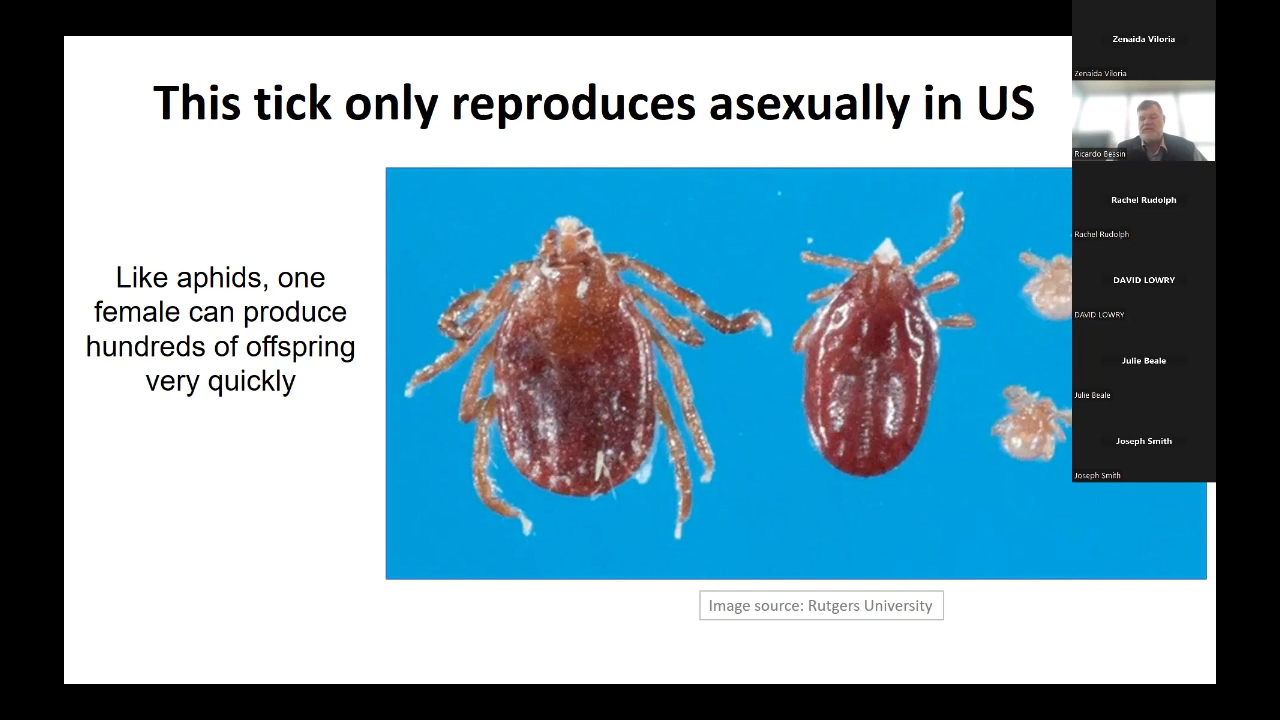 This tick only reproduces asexually in US
Like aphids, one
female can produce
hundreds of offspring
very quickly
Image source: Rutgers University
Zenaida Viloria
Zenaida Viloria
Ricardo Bessin
Rachel Rudolph
Rachel Rudolph
DAVID LOWRY
DAVID LOWRY
Julie Beale
Julie Beale
Joseph Smith
Joseph Smith